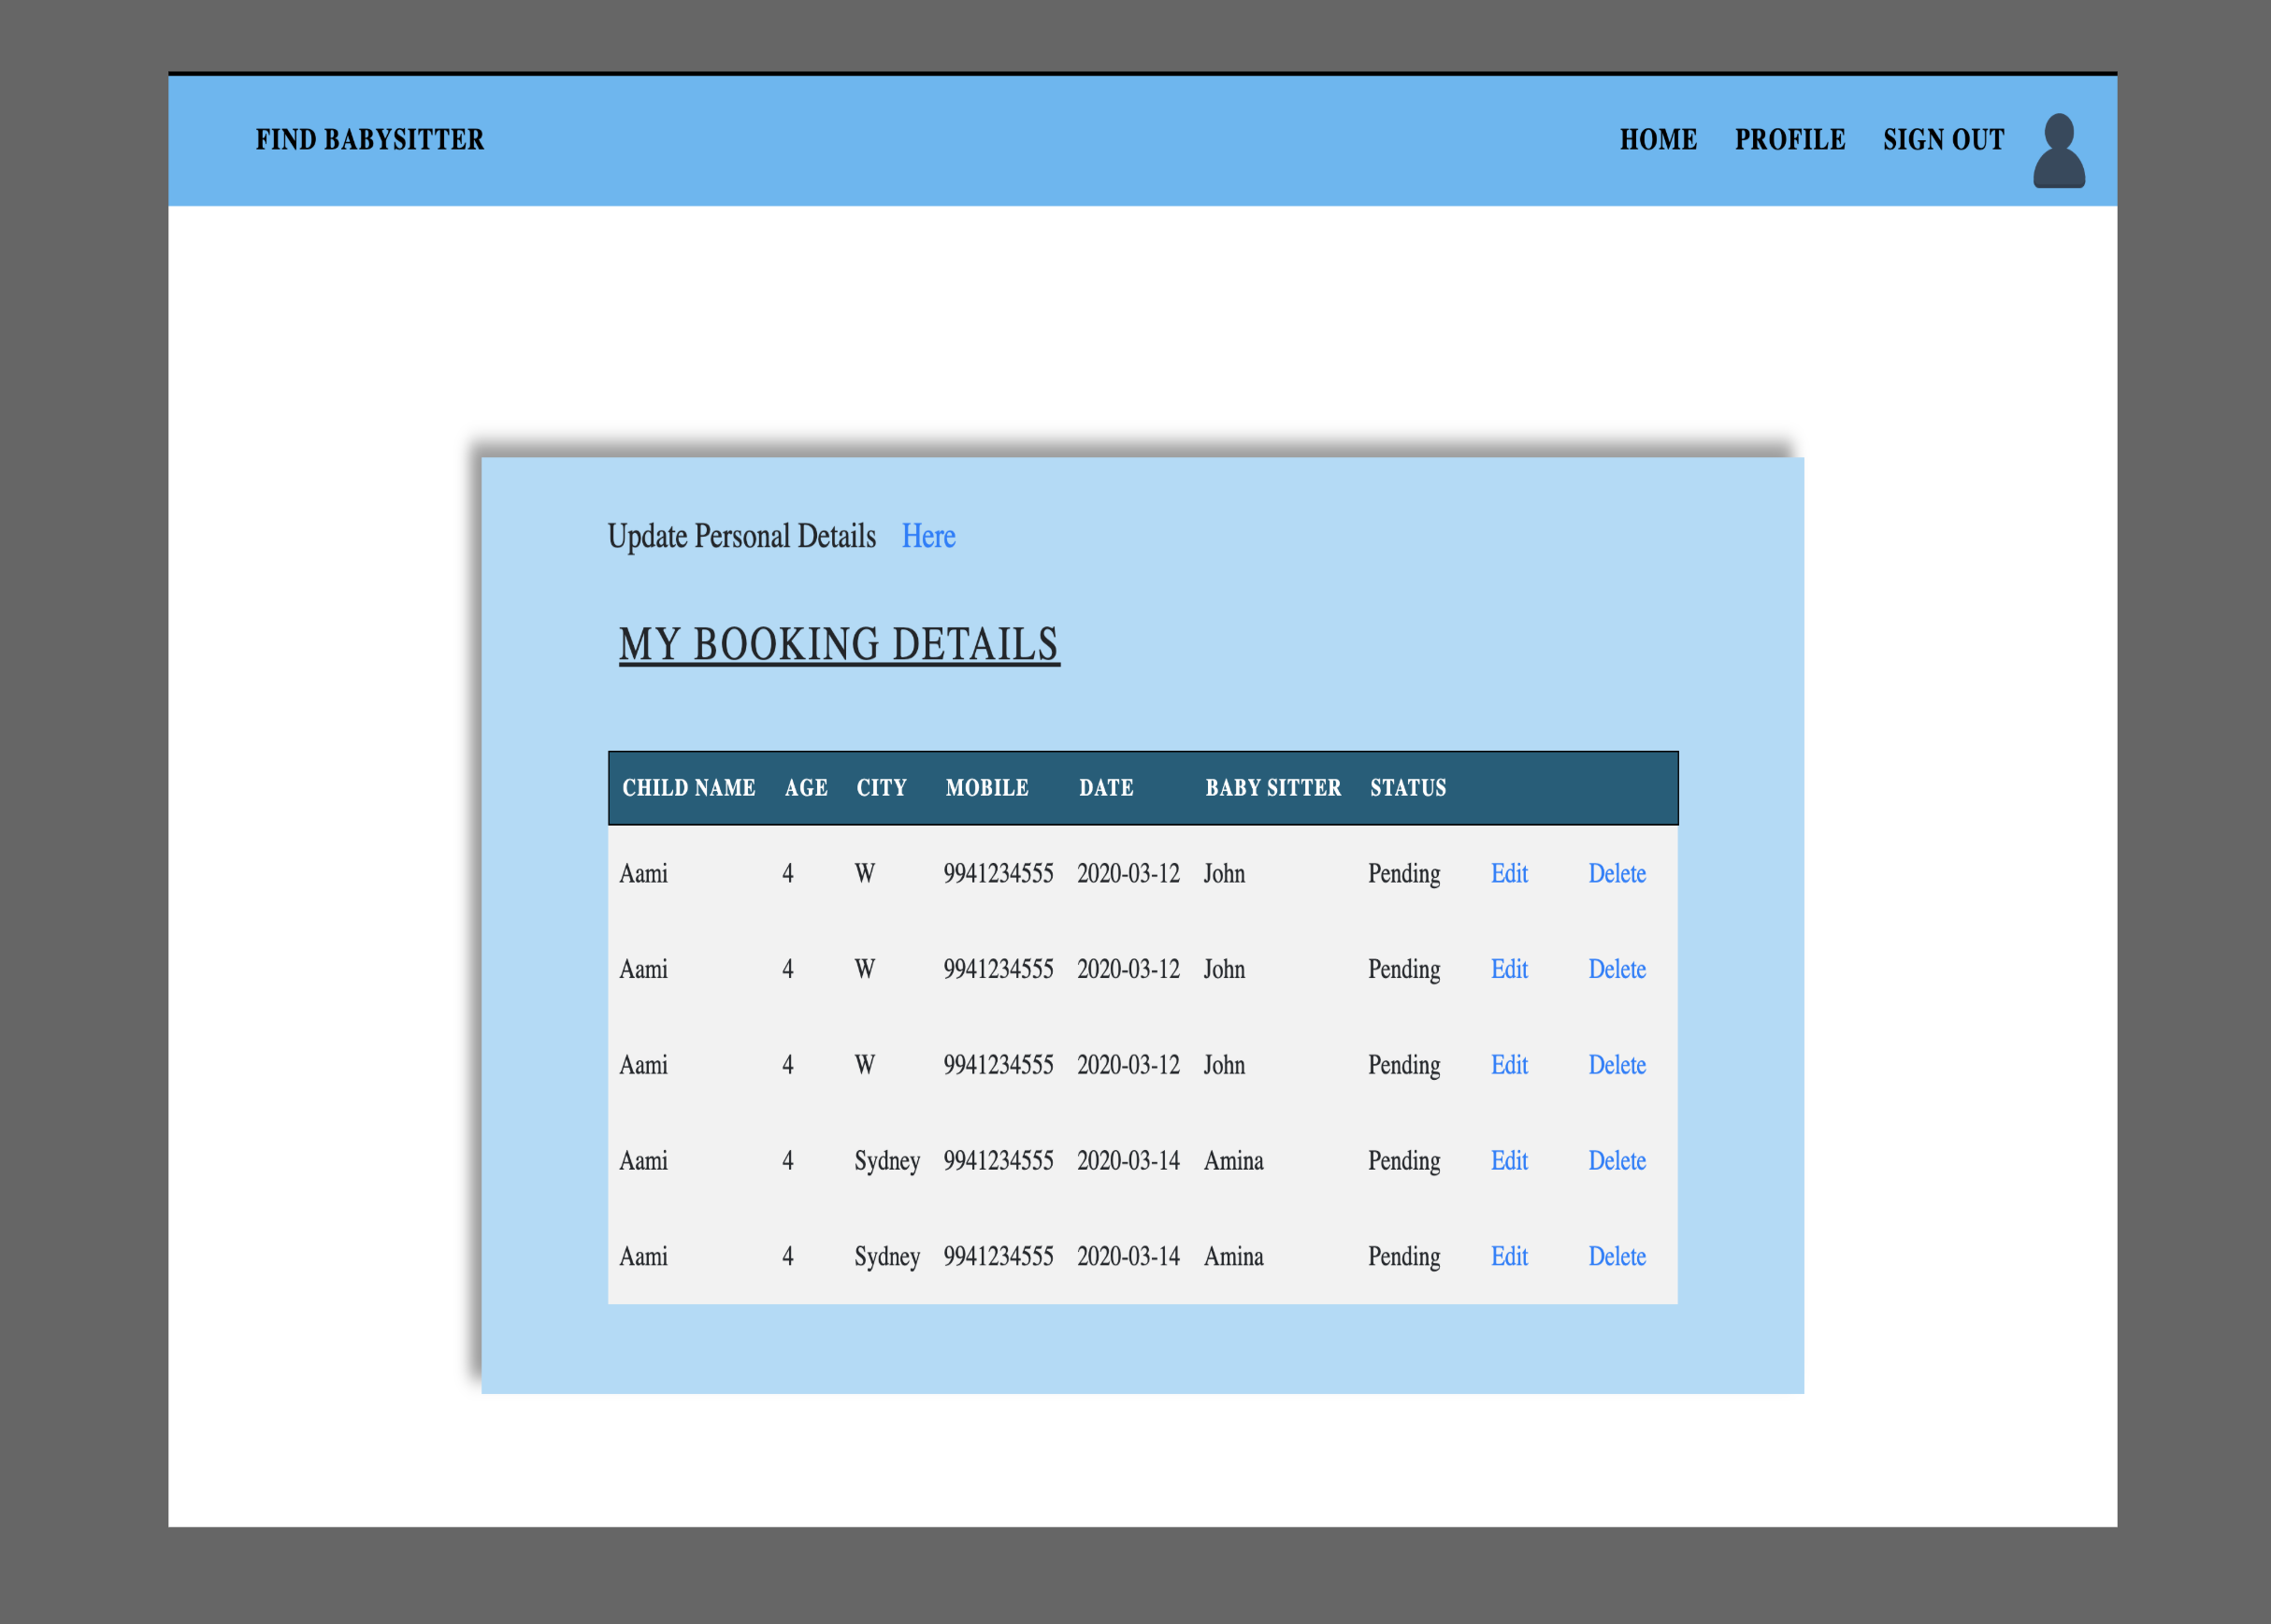 FIND BABYSITTER HOME PROFILE SIGN OUT
Update Personal Details Here
MY BOOKING DETAILS
CHILD NAME AGE CITY MOBILE DATE BABY SITTER STATUS
Aami 4 W 9941234555 2020-03-12 John Pending Edit Delete
Aami 4 W 9941234555 2020-03-12 John Pending Edit Delete
Aami 4 W 9941234555 2020-03-12 John Pending Edit Delete
Aami 4 Sydney 9941234555 2020-03-14 Amina Pending Edit Delete
Aami 4 Sydney 9941234555 2020-03-14 Amina Pending Edit Delete